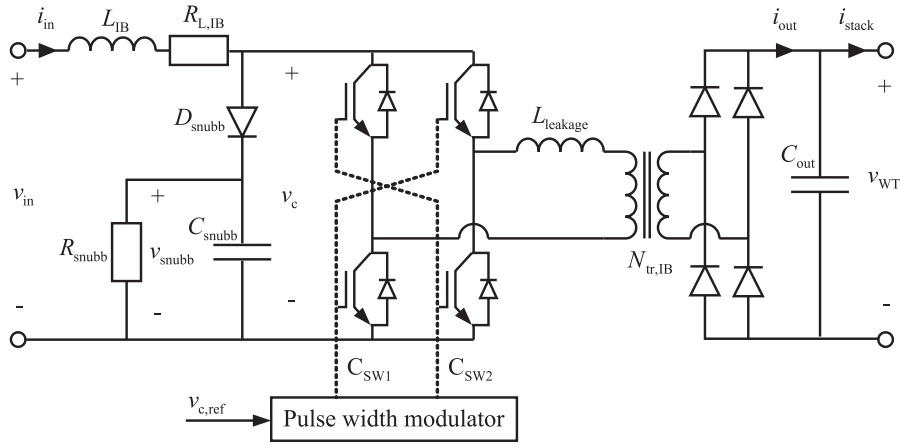 i_in
L_IB
R_L,IB
i_out
i_stack
+
+
+
D_snubb
L_leakage
C_out
v_in
v_c
v_WT
+
R_snubb
v_snubb
C_snubb
N_tr,IB
-
-
-
-
C_SW1
C_SW2
v_c,ref
Pulse width modulator